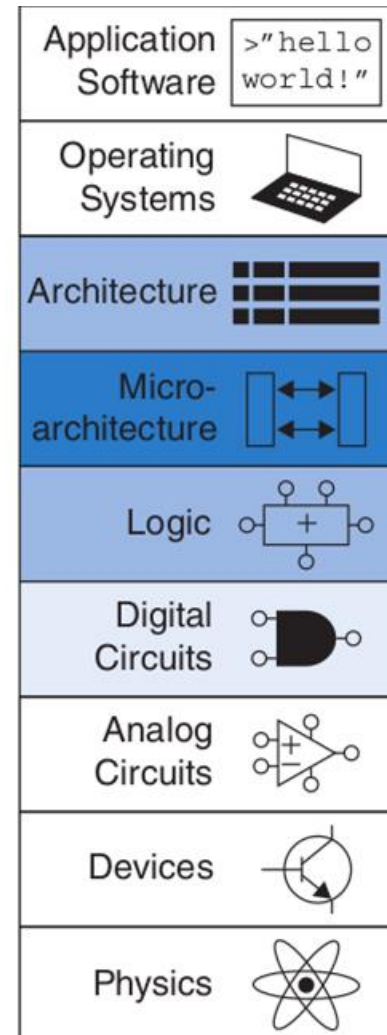 Application
Software
>"hello
world!"
Operating
Systems
Architecture
Micro-
architecture
Logic
+
Digital
Circuits
Analog
Circuits
+
−
Devices
Physics